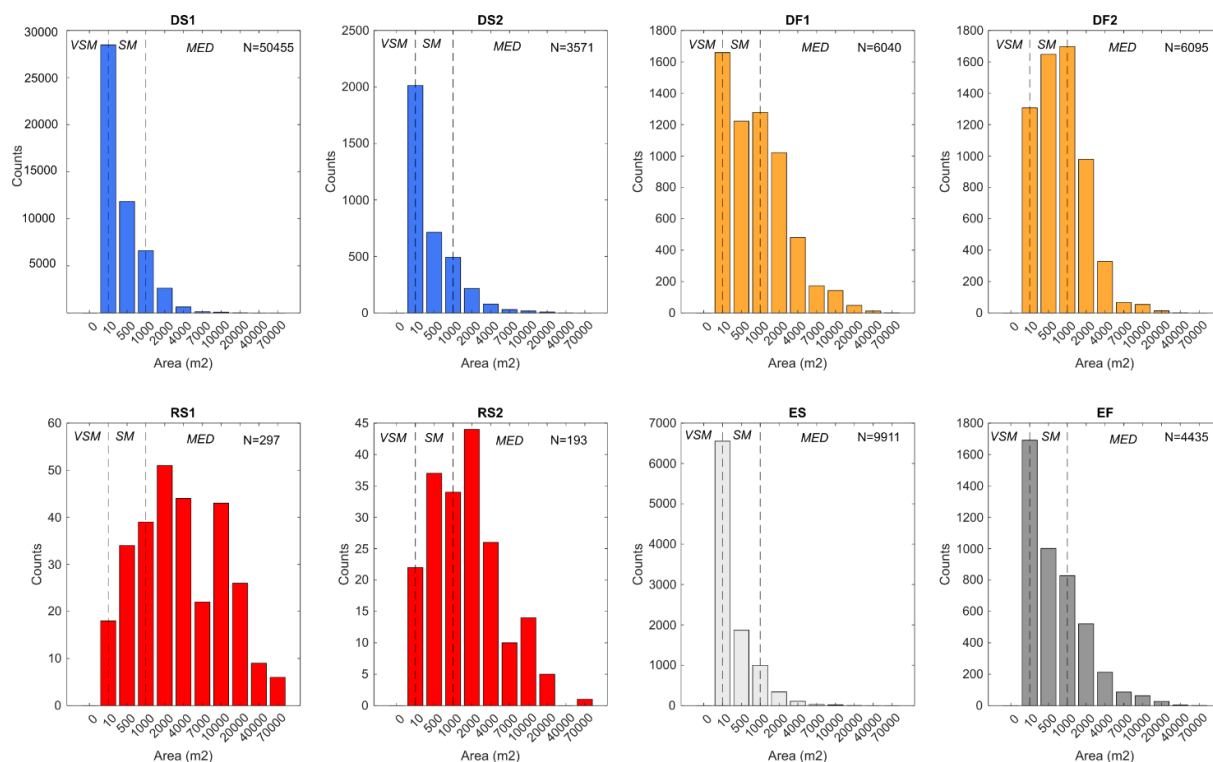 DS1
VSM SM MED N=50455
30000
25000
20000
15000
10000
5000
Counts
0 10 500 1000 2000 4000 7000 10000 20000 40000 70000
Area (m2)
DS2
VSM SM MED N=3571
2500
2000
1500
1000
500
0
Counts
0 10 500 1000 2000 4000 7000 10000 20000 40000 70000
Area (m2)
DF1
VSM SM MED N=6040
1800
1600
1400
1200
1000
800
600
400
200
0
Counts
0 10 500 1000 2000 4000 7000 10000 20000 40000 70000
Area (m2)
DF2
VSM SM MED N=6095
1800
1600
1400
1200
1000
800
600
400
200
0
Counts
0 10 500 1000 2000 4000 7000 10000 20000 40000 70000
Area (m2)
RS1
VSM SM MED N=297
60
50
40
30
20
10
0
Counts
0 10 500 1000 2000 4000 7000 10000 20000 40000 70000
Area (m2)
RS2
VSM SM MED N=193
45
40
35
30
25
20
15
10
5
0
Counts
0 10 500 1000 2000 4000 7000 10000 20000 40000 70000
Area (m2)
ES
VSM SM MED N=9911
7000
6000
5000
4000
3000
2000
1000
0
Counts
0 10 500 1000 2000 4000 7000 10000 20000 40000 70000
Area (m2)
EF
VSM SM MED N=4435
1800
1600
1400
1200
1000
800
600
400
200
0
Counts
0 10 500 1000 2000 4000 7000 10000 20000 40000 70000
Area (m2)